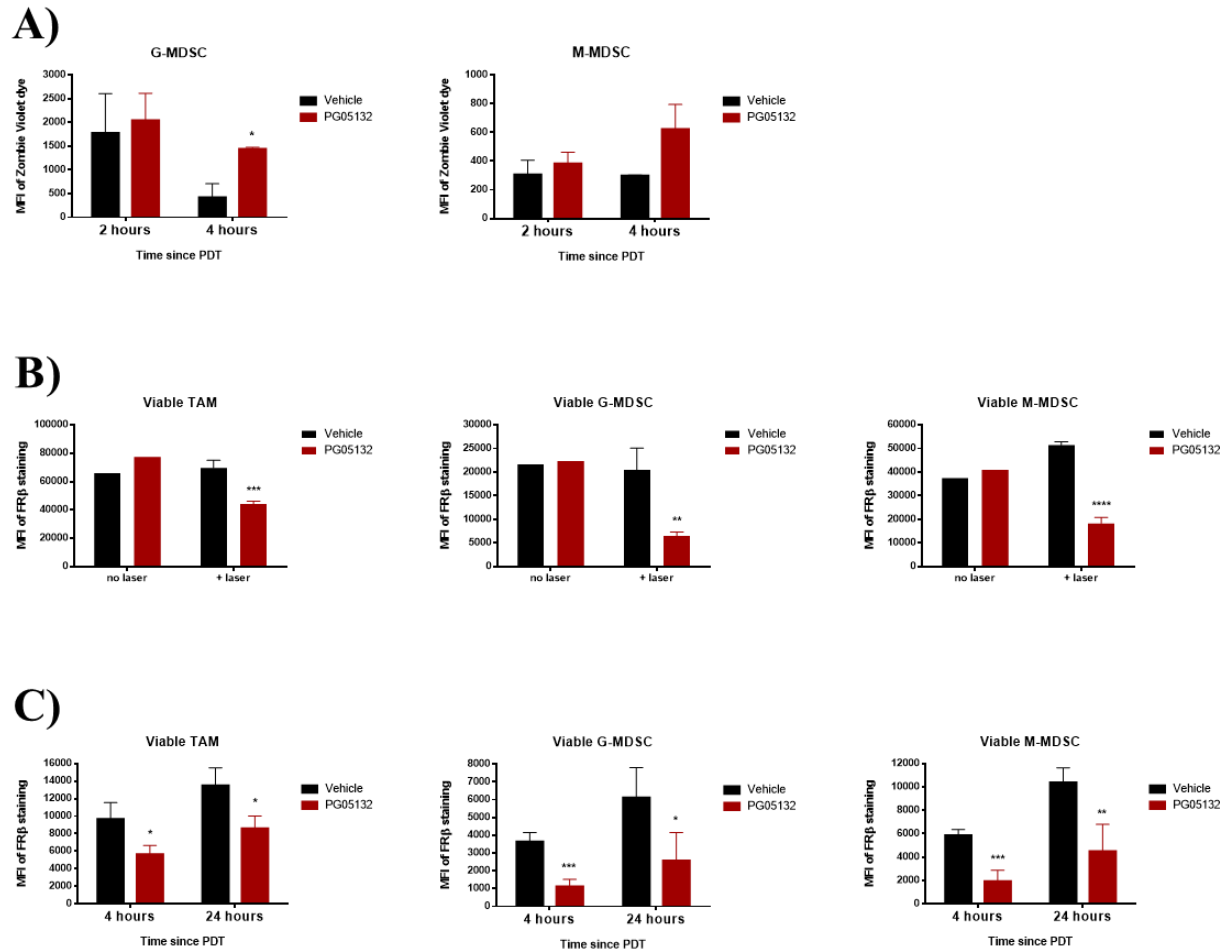 A)
G-MDSC
MFI of Zombie Violet dye
3000
2500
2000
1500
1000
500
0
*
2 hours 4 hours
Time since PDT
Vehicle
PG05132
M-MDSC
MFI of Zombie Violet dye
1000
800
600
400
200
0
2 hours 4 hours
Time since PDT
Vehicle
PG05132
B)
Viable TAM
MFI of FRβ staining
100000
80000
60000
40000
20000
0
***
no laser + laser
Vehicle
PG05132
Viable G-MDSC
MFI of FRβ staining
30000
25000
20000
15000
10000
5000
0
**
no laser + laser
Vehicle
PG05132
Viable M-MDSC
MFI of FRβ staining
60000
50000
40000
30000
20000
10000
0
****
no laser + laser
Vehicle
PG05132
C)
Viable TAM
MFI of FRβ staining
16000
14000
12000
10000
8000
6000
4000
2000
0
*
*
4 hours 24 hours
Time since PDT
Vehicle
PG05132
Viable G-MDSC
MFI of FRβ staining
8000
7000
6000
5000
4000
3000
2000
1000
0
***
*
4 hours 24 hours
Time since PDT
Vehicle
PG05132
Viable M-MDSC
MFI of FRβ staining
12000
10000
8000
6000
4000
2000
0
***
**
4 hours 24 hours
Time since PDT
Vehicle
PG05132